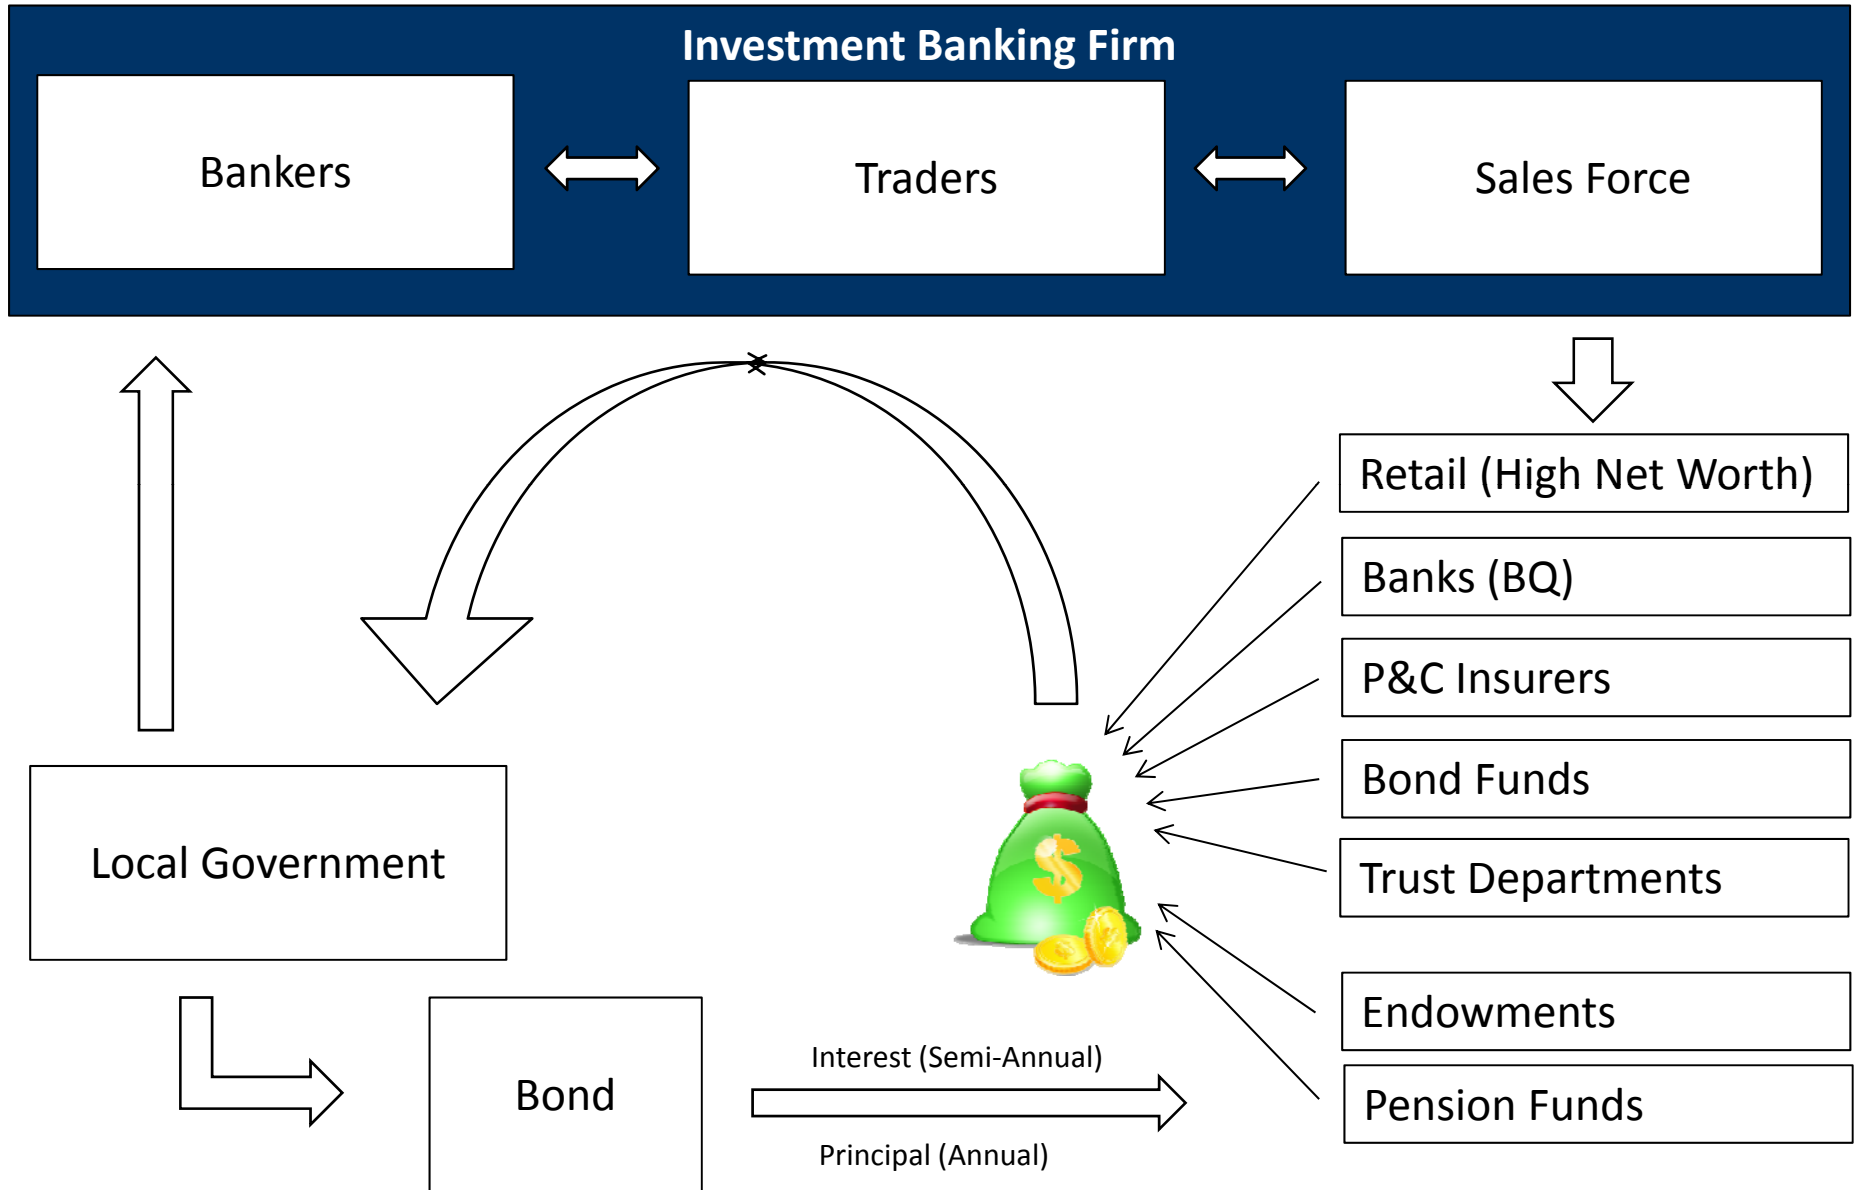 Investment Banking Firm
Bankers
Traders
Sales Force
Retail (High Net Worth)
Banks (BQ)
P&C Insurers
Bond Funds
Trust Departments
Endowments
Pension Funds
$
Local Government
Bond
Interest (Semi-Annual)
Principal (Annual)